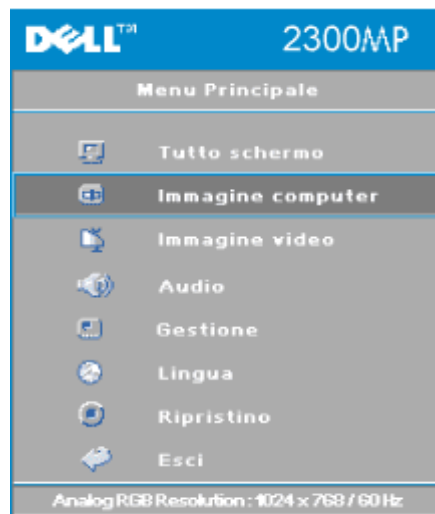 DELL™ 2300MP
Menu Principale
Tutto schermo
Immagine computer
Immagine video
Audio
Gestione
Lingua
Ripristino
Esci
Analog RGB Resolution : 1024 x 768 / 60 Hz